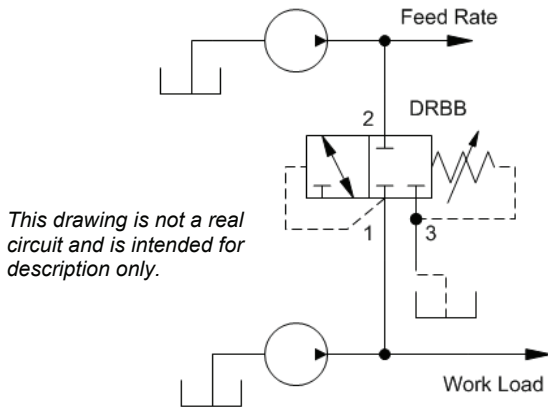 Feed Rate
DRBB
2
This drawing is not a real
circuit and is intended for
description only.
1
3
Work Load